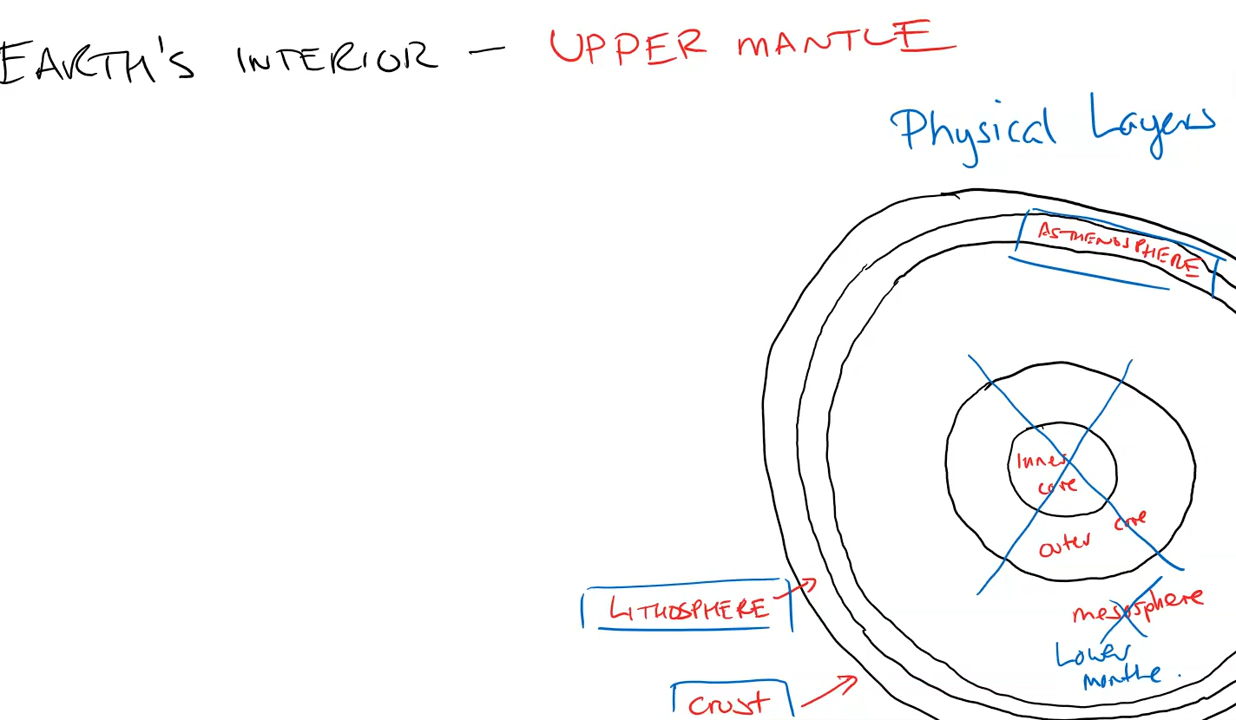 EARTH'S INTERIOR - UPPER MANTLE
Physical Layers
ASTHENOSPHERE
Inner
core
outer core
LITHOSPHERE
mesosphere
Lower
mantle.
crust